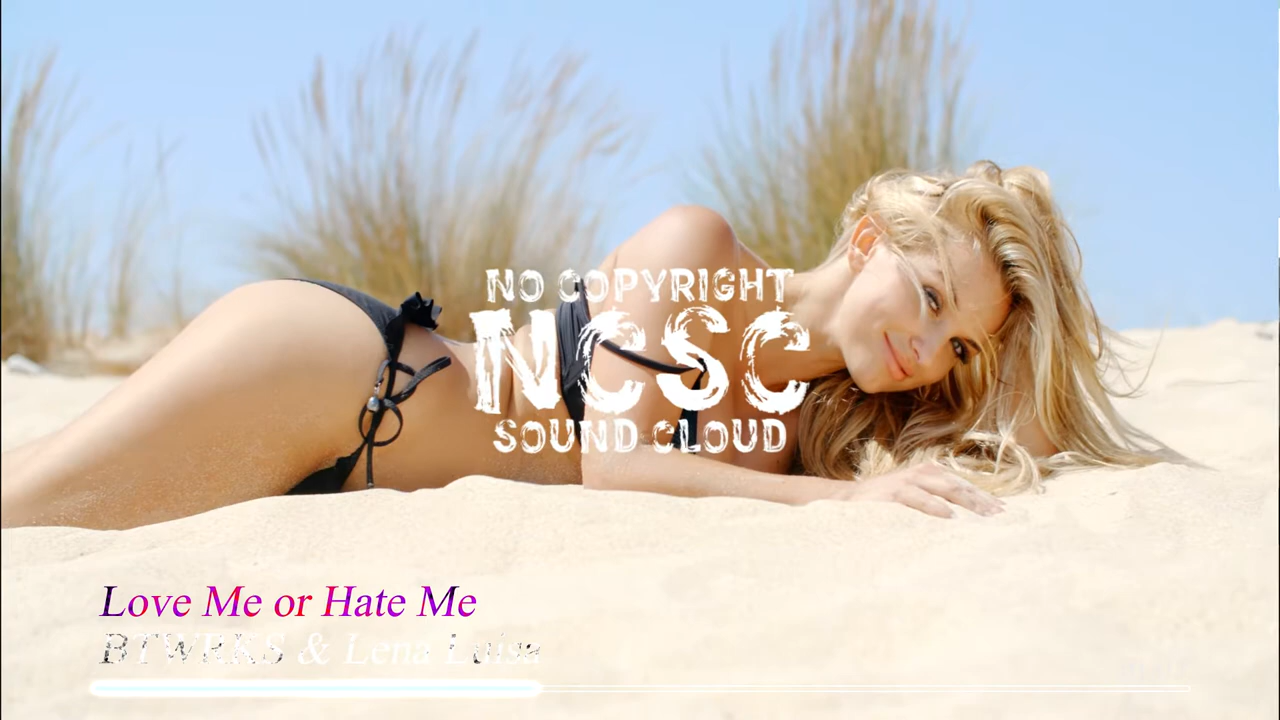 NO COPYRIGHT
NCSC
SOUND CLOUD
Love Me or Hate Me
BTWRKS & Lena Luisa